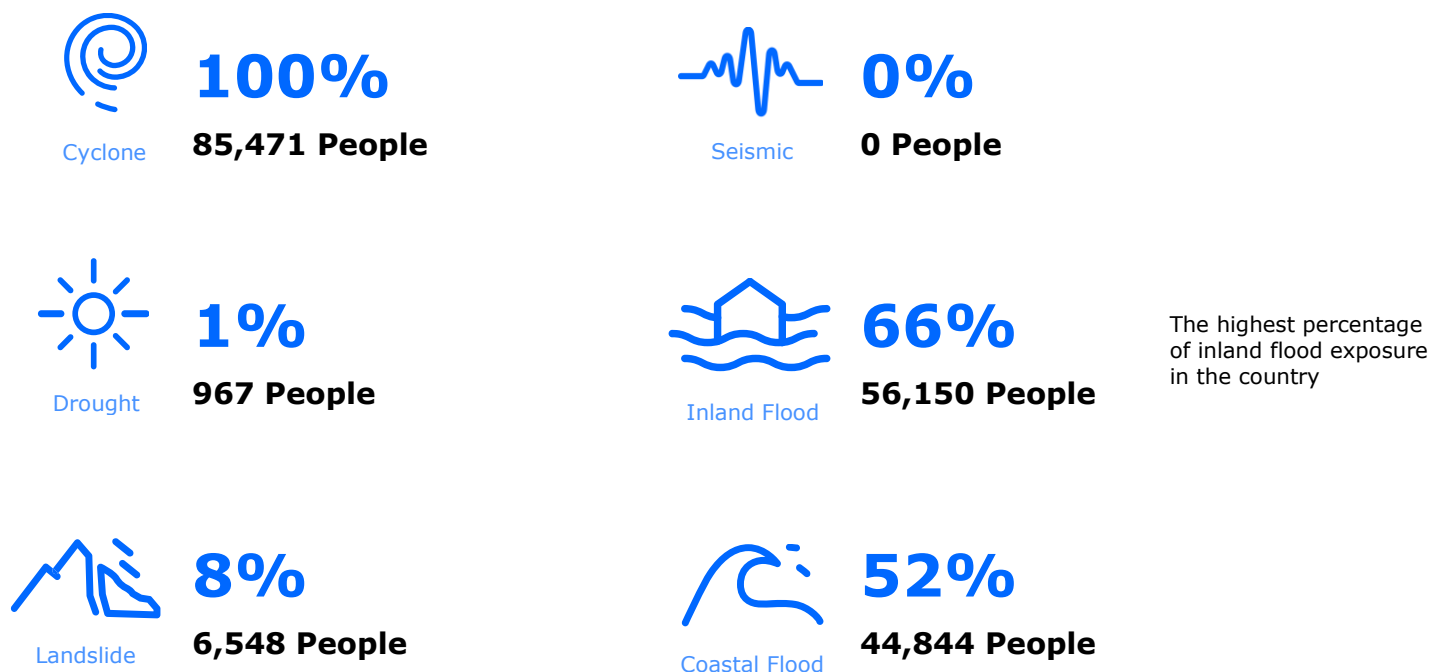 100%
85,471 People
Cyclone
0%
0 People
Seismic
1%
967 People
Drought
66%
56,150 People
Inland Flood
The highest percentage
of inland flood exposure
in the country
8%
6,548 People
Landslide
52%
44,844 People
Coastal Flood